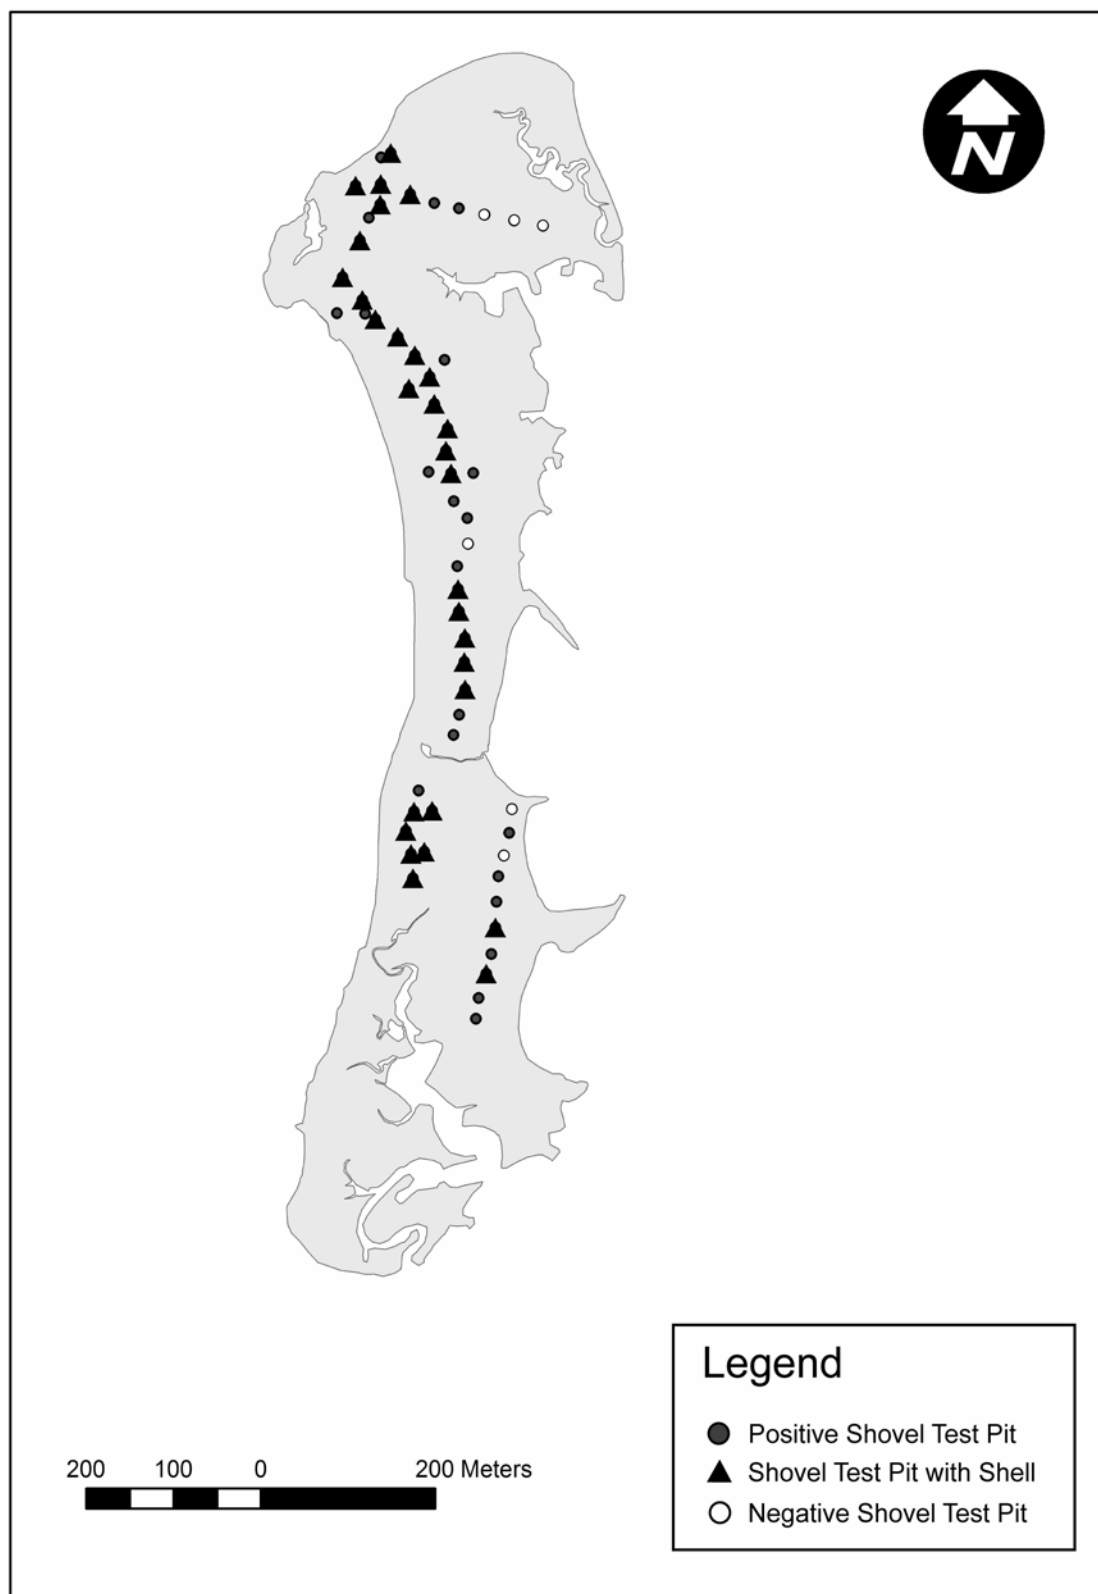 N
Legend
Positive Shovel Test Pit
Shovel Test Pit with Shell
Negative Shovel Test Pit
200 100 0 200 Meters